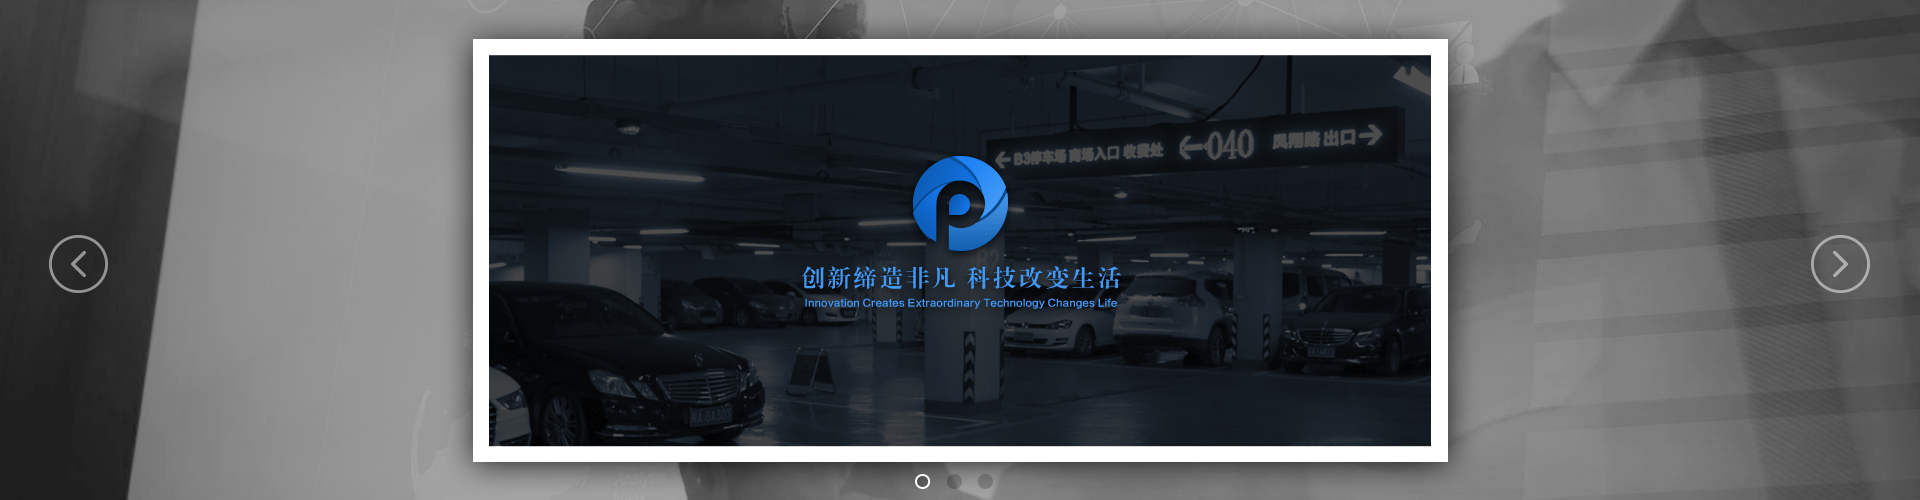 B3停车场 商场入口 收费处 040 凤翔路 出口
创新缔造非凡 科技改变生活
Innovation Creates Extraordinary Technology Changes Life